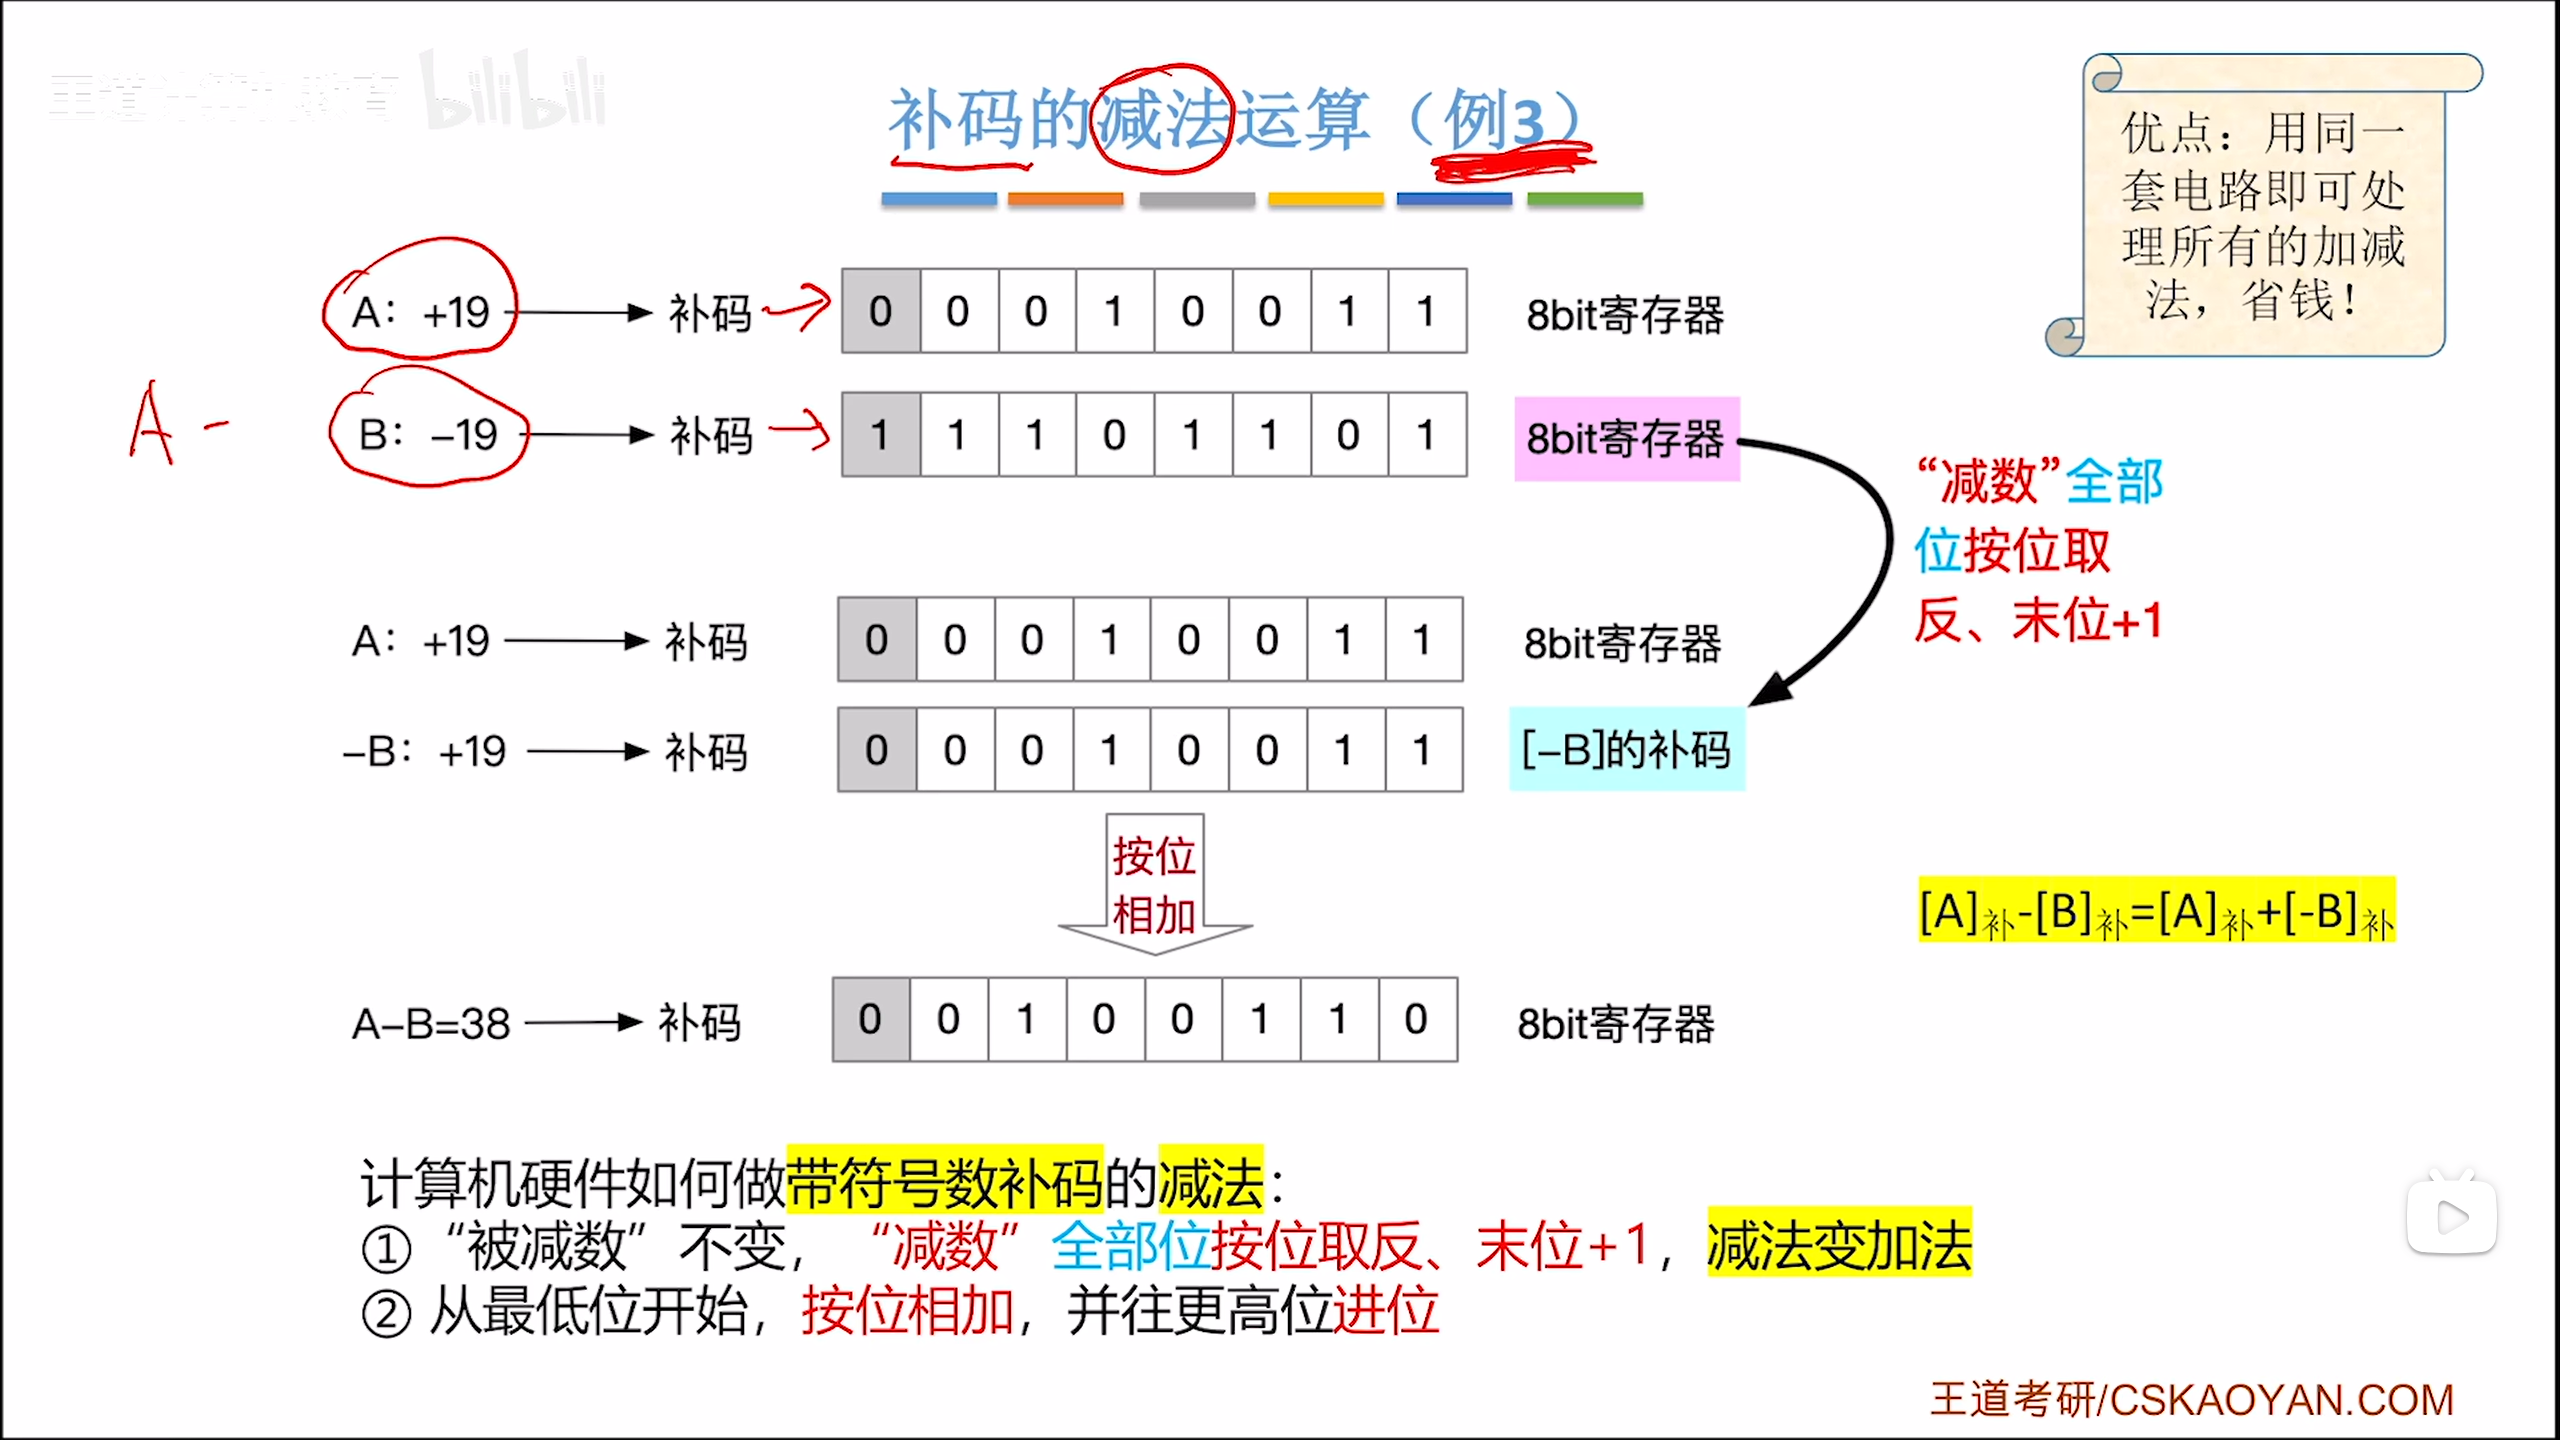 王道计算机教育 bilibili
补码的减法运算（例3）
优点：用同一
套电路即可处
理所有的加减
法，省钱！
A：+19 补码 0 0 0 1 0 0 1 1 8bit寄存器
A -
B：-19 补码 1 1 1 0 1 1 0 1 8bit寄存器
“减数”全部
位按位取
反、末位+1
A：+19 补码 0 0 0 1 0 0 1 1 8bit寄存器
-B：+19 补码 0 0 0 1 0 0 1 1 [-B]的补码
按位
相加
[A]补-[B]补=[A]补+[-B]补
A-B=38 补码 0 0 1 0 0 1 1 0 8bit寄存器
计算机硬件如何做带符号数补码的减法：
① “被减数”不变，“减数”全部位按位取反、末位+1，减法变加法
② 从最低位开始，按位相加，并往更高位进位
王道考研/CSKAOYAN.COM